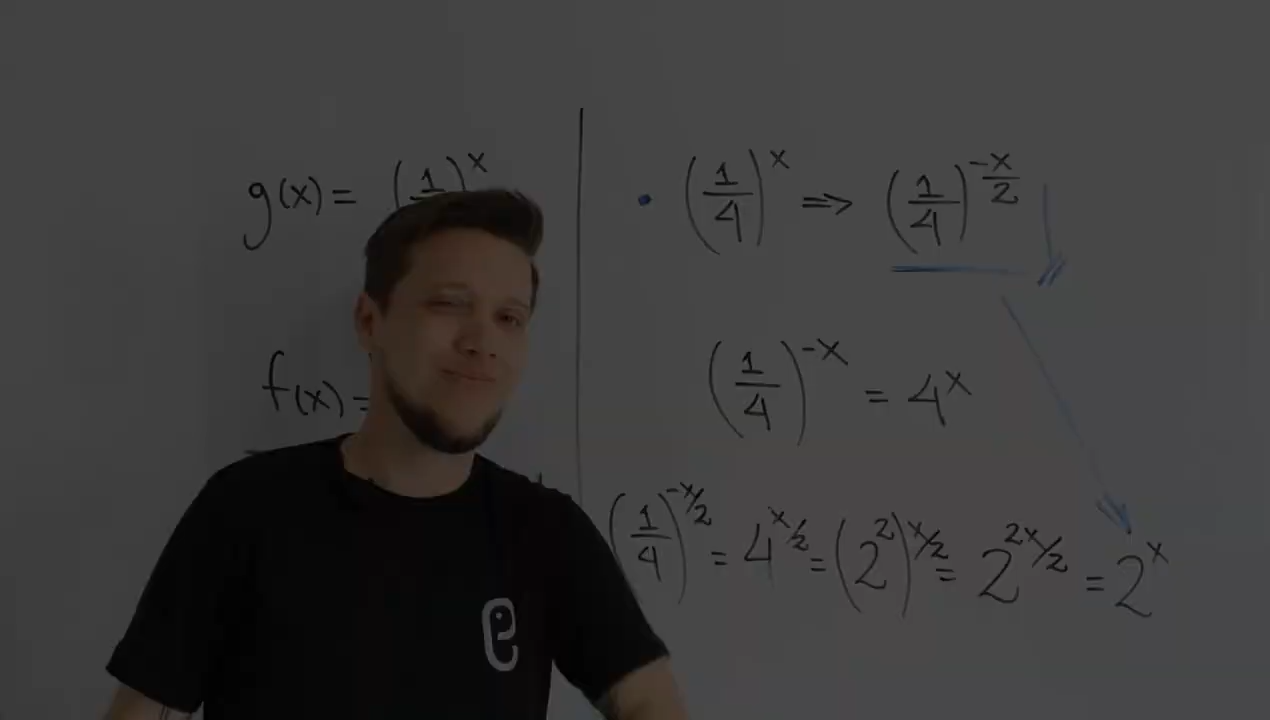 g(x) = (1/ )^x
f(x) =
• (1/4)^x ⇒ (1/4)^(-x/2)
(1/4)^(-x) = 4^x
(1/4)^(-x/2) = 4^(x/2) = (2^2)^(x/2) = 2^(2x/2) = 2^x